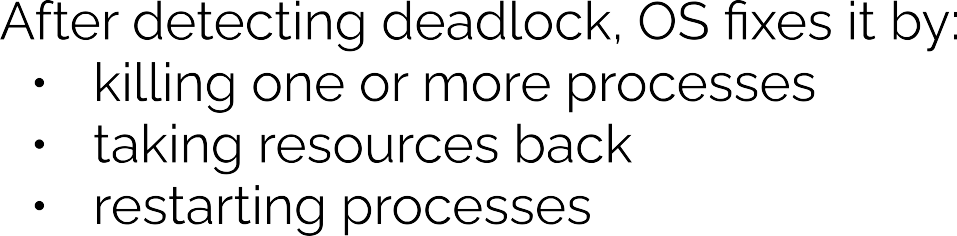 After detecting deadlock, OS fixes it by:
• killing one or more processes
• taking resources back
• restarting processes